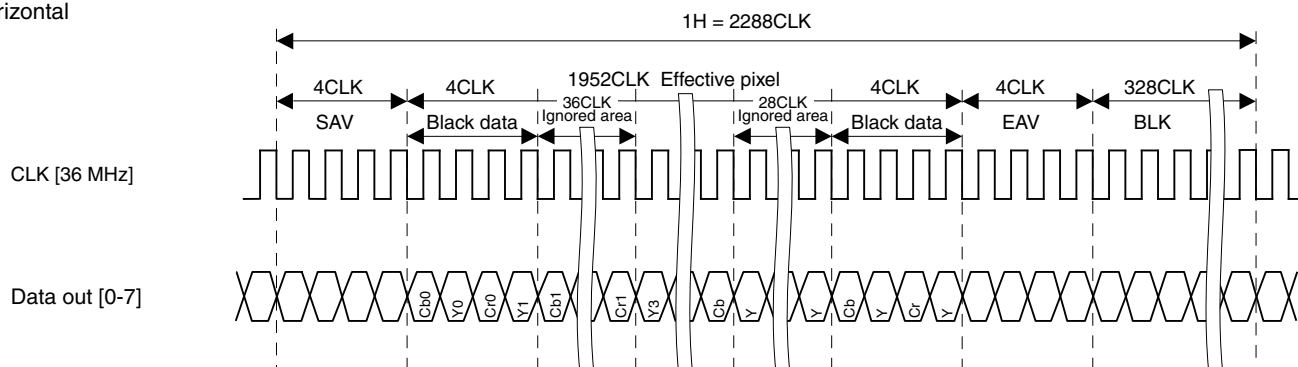 rizontal
1H = 2288CLK
4CLK 4CLK 1952CLK Effective pixel 4CLK 4CLK 328CLK
36CLK 28CLK
SAV Black data Ignored area Ignored area Black data EAV BLK
CLK [36 MHz]
Data out [0-7]
Cb0 Y0 Cr0 Y1 Cb1 Cr1 Y3 Cb Y Y Cb Y Cr Y